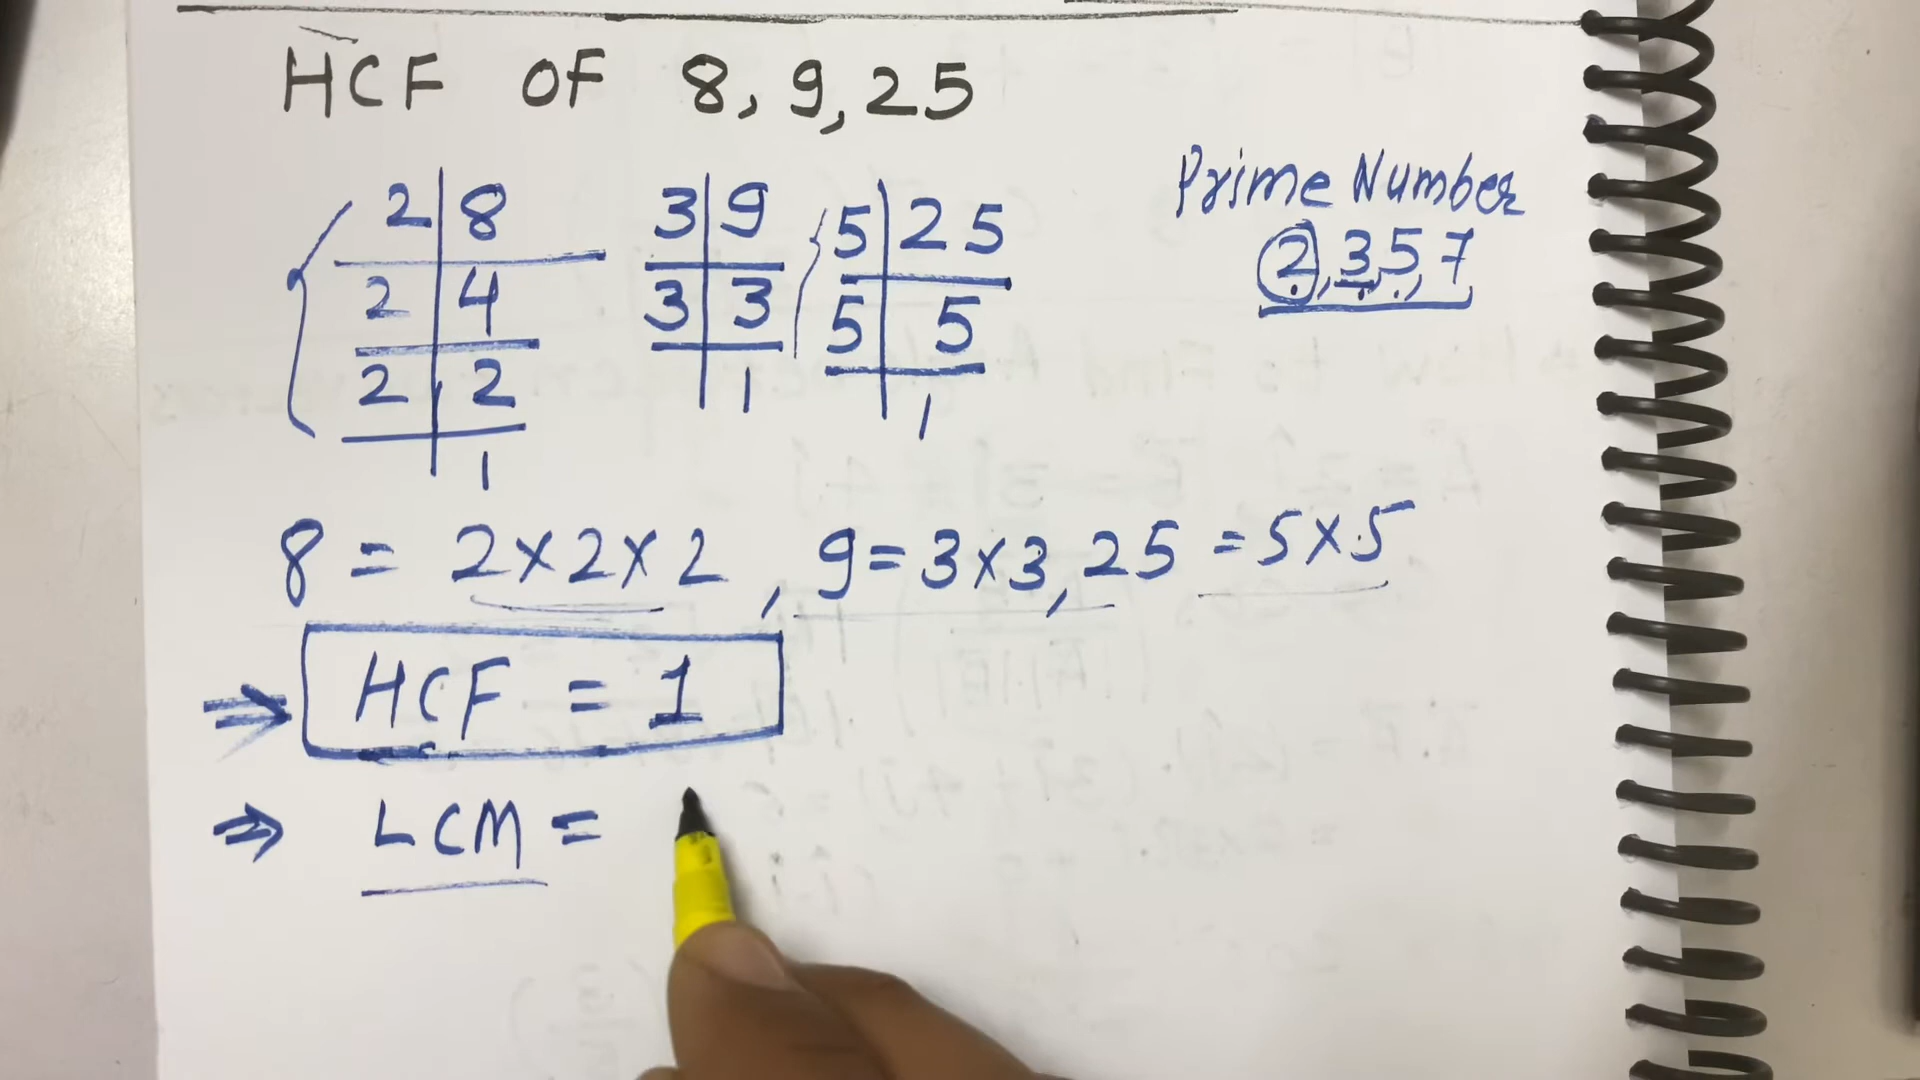 HCF OF 8, 9, 25
2 8 3 9 5 25
2 4 3 3 5 5
2 2 1 1
1
Prime Number
2, 3, 5, 7
8 = 2×2×2, 9=3×3, 25 =5×5
⇒ HCF = 1
⇒ LCM =